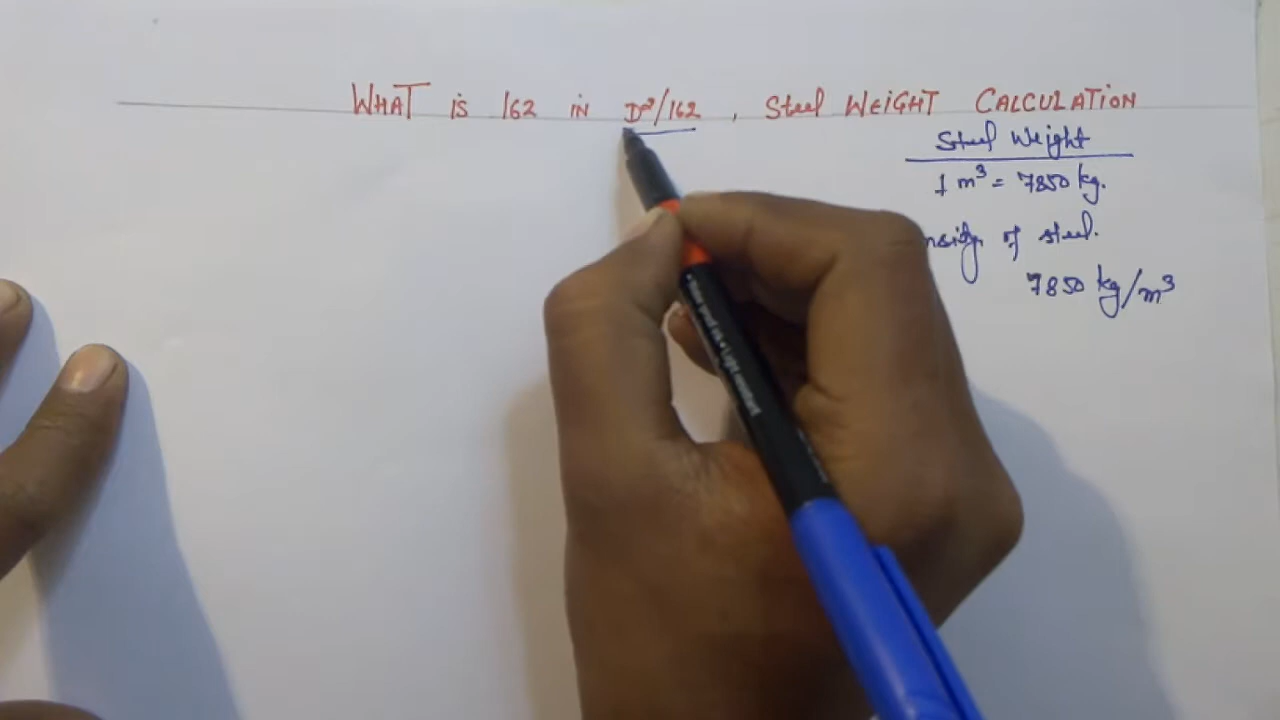 WHAT is 162 in D²/162 , Steel WEiGHT CALCULATiON
Steel Weight
1 m³ = 7850 kg.
of steel.
7850 kg/m³